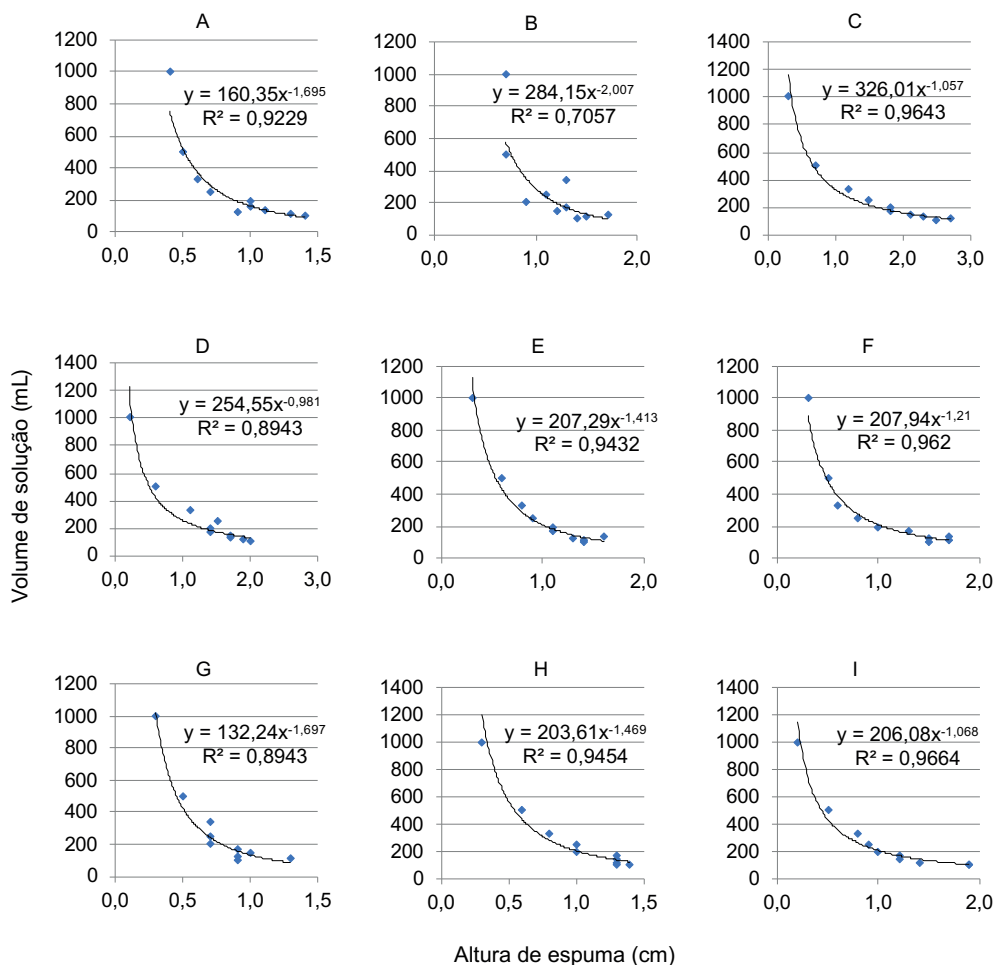 A
1200
1000
800
600
400
200
0
y = 160,35x-1,695
R² = 0,9229
0,0 0,5 1,0 1,5
B
1200
1000
800
600
400
200
0
y = 284,15x-2,007
R² = 0,7057
0,0 1,0 2,0
C
1400
1200
1000
800
600
400
200
0
y = 326,01x-1,057
R² = 0,9643
0,0 1,0 2,0 3,0
Volume de solução (mL)
D
1400
1200
1000
800
600
400
200
0
y = 254,55x-0,981
R² = 0,8943
0,0 1,0 2,0 3,0
E
1200
1000
800
600
400
200
0
y = 207,29x-1,413
R² = 0,9432
0,0 1,0 2,0
F
1200
1000
800
600
400
200
0
y = 207,94x-1,21
R² = 0,962
0,0 1,0 2,0
G
1200
1000
800
600
400
200
0
y = 132,24x-1,697
R² = 0,8943
0,0 0,5 1,0 1,5
H
1400
1200
1000
800
600
400
200
0
y = 203,61x-1,469
R² = 0,9454
0,0 0,5 1,0 1,5
I
1400
1200
1000
800
600
400
200
0
y = 206,08x-1,068
R² = 0,9664
0,0 1,0 2,0
Altura de espuma (cm)